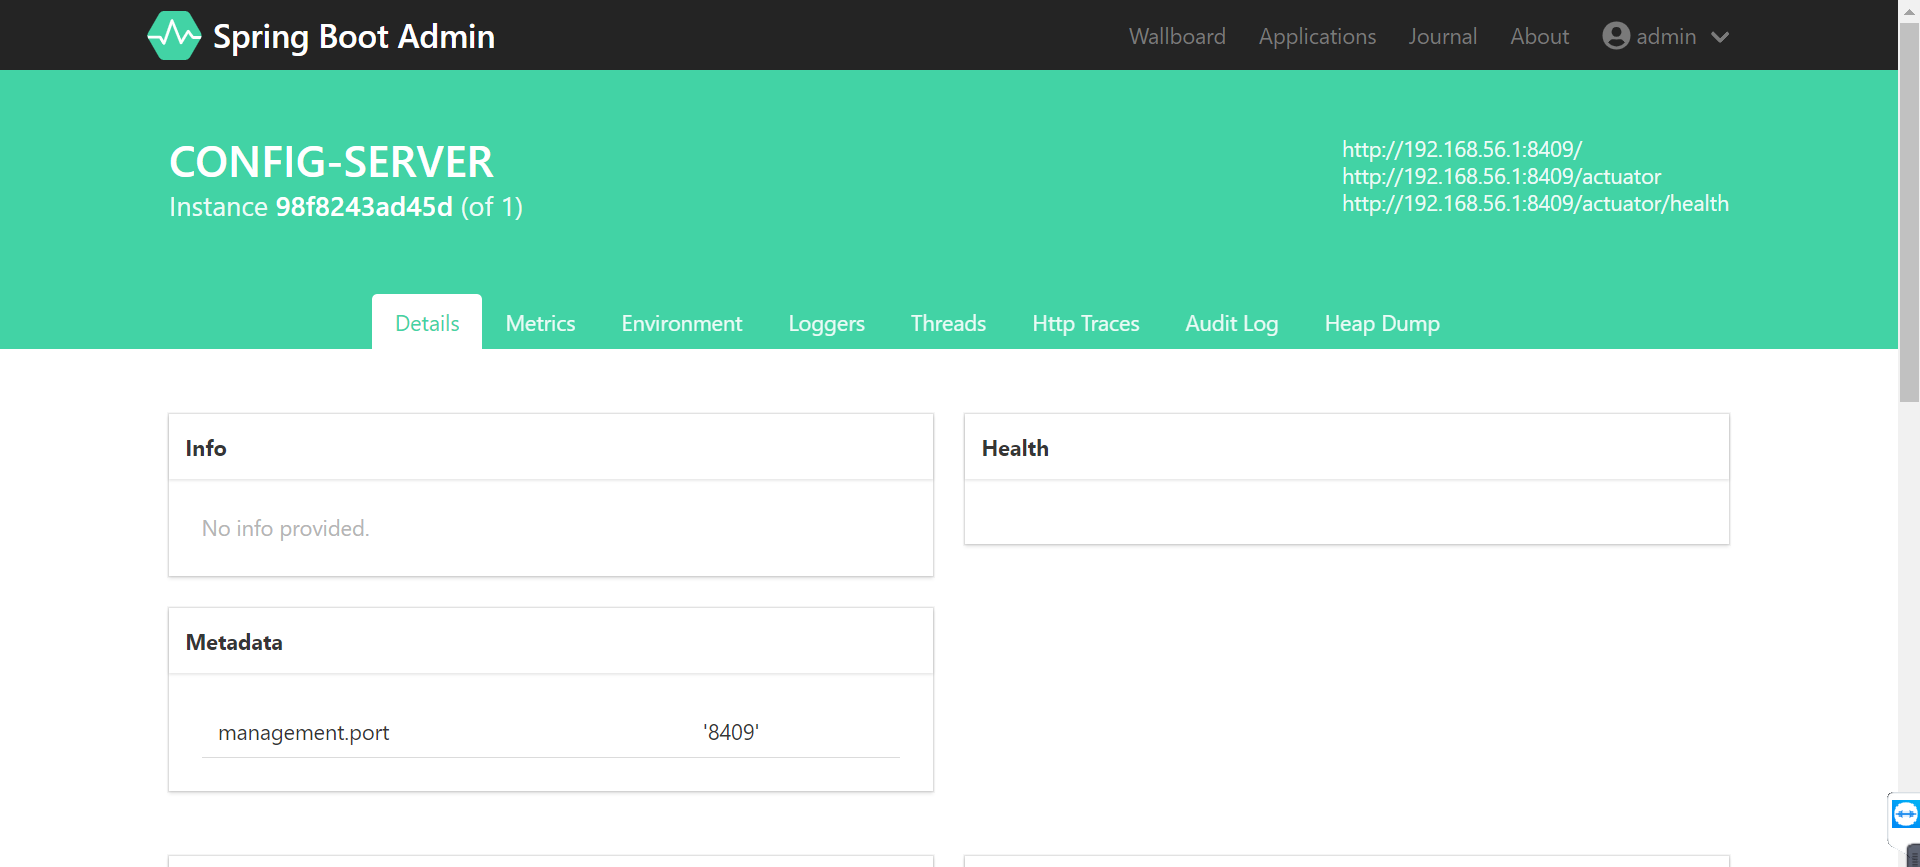 Spring Boot Admin
Wallboard Applications Journal About admin
CONFIG-SERVER
Instance 98f8243ad45d (of 1)
http://192.168.56.1:8409/
http://192.168.56.1:8409/actuator
http://192.168.56.1:8409/actuator/health
Details Metrics Environment Loggers Threads Http Traces Audit Log Heap Dump
Info
No info provided.
Health
Metadata
management.port '8409'